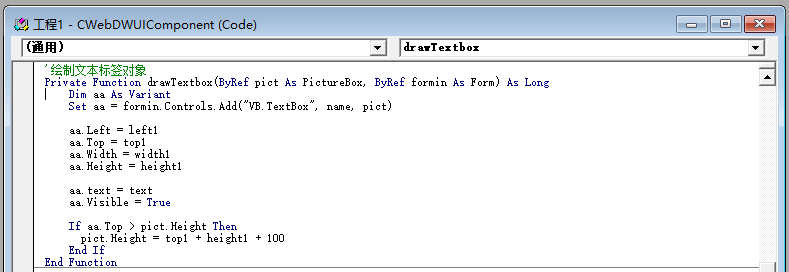 工程1 - CWebDWUIComponent (Code)
(通用)
drawTextbox
'绘制文本标签对象
Private Function drawTextbox(ByRef pict As PictureBox, ByRef formin As Form) As Long
Dim aa As Variant
Set aa = formin.Controls.Add("VB.TextBox", name, pict)
aa.Left = left1
aa.Top = top1
aa.Width = width1
aa.Height = height1
aa.text = text
aa.Visible = True
If aa.Top > pict.Height Then
pict.Height = top1 + height1 + 100
End If
End Function